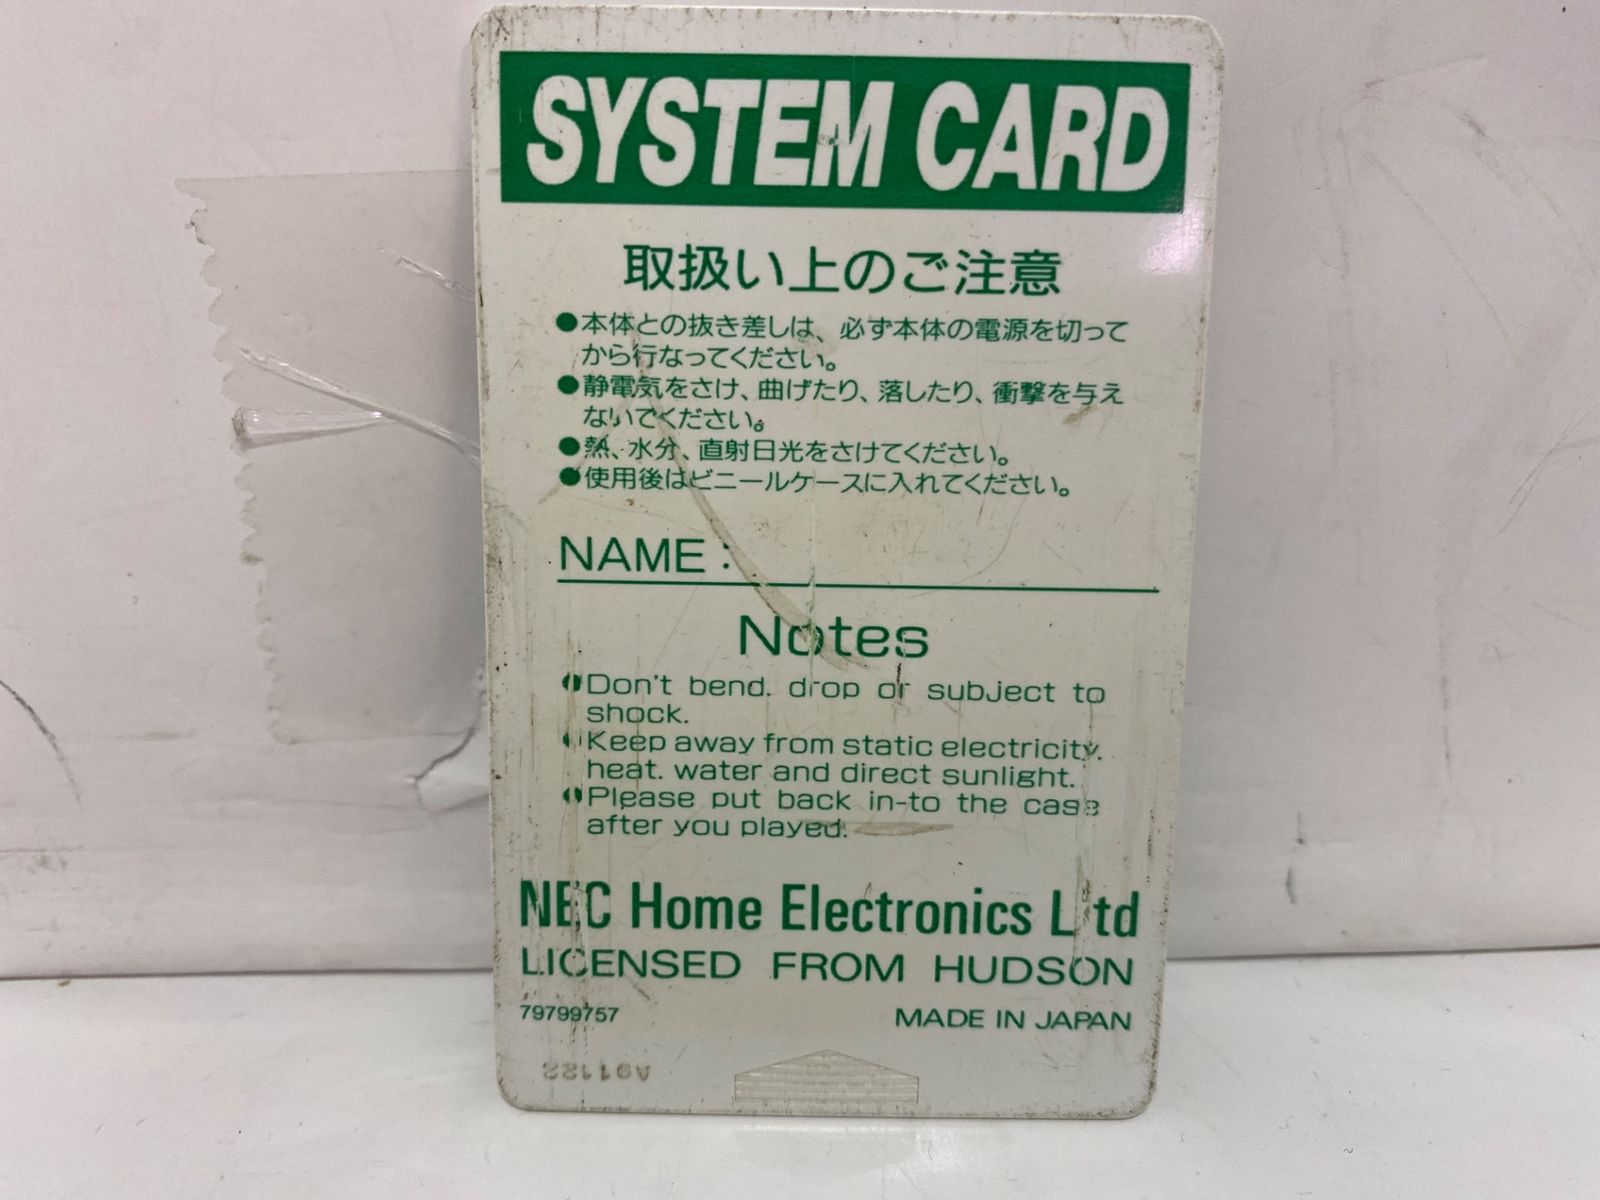 SYSTEM CARD
取扱い上のご注意
●本体との抜き差しは、必ず本体の電源を切って
から行なってください。
●静電気をさけ、曲げたり、落したり、衝撃を与え
ないでください。
●熱、水分、直射日光をさけてください。
●使用後はビニールケースに入れてください。
NAME :
Notes
●Don't bend. drop or subject to
shock.
●Keep away from static electricity.
heat. water and direct sunlight.
●Please put back in-to the case
after you played.
NEC Home Electronics Ltd
LICENSED FROM HUDSON
79799757
MADE IN JAPAN
A91122